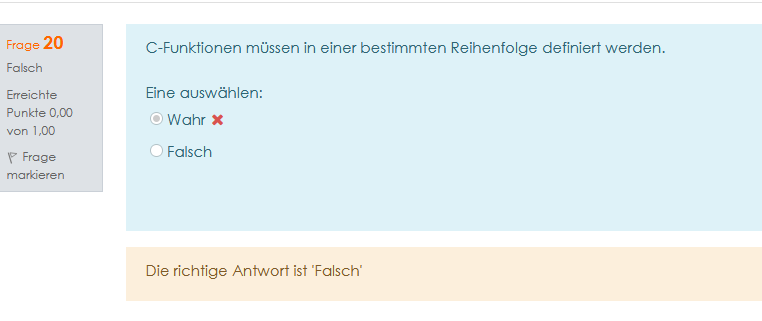 Frage 20
Falsch
Erreichte
Punkte 0,00
von 1,00
Frage
markieren
C-Funktionen müssen in einer bestimmten Reihenfolge definiert werden.
Eine auswählen:
Wahr
Falsch
Die richtige Antwort ist 'Falsch'